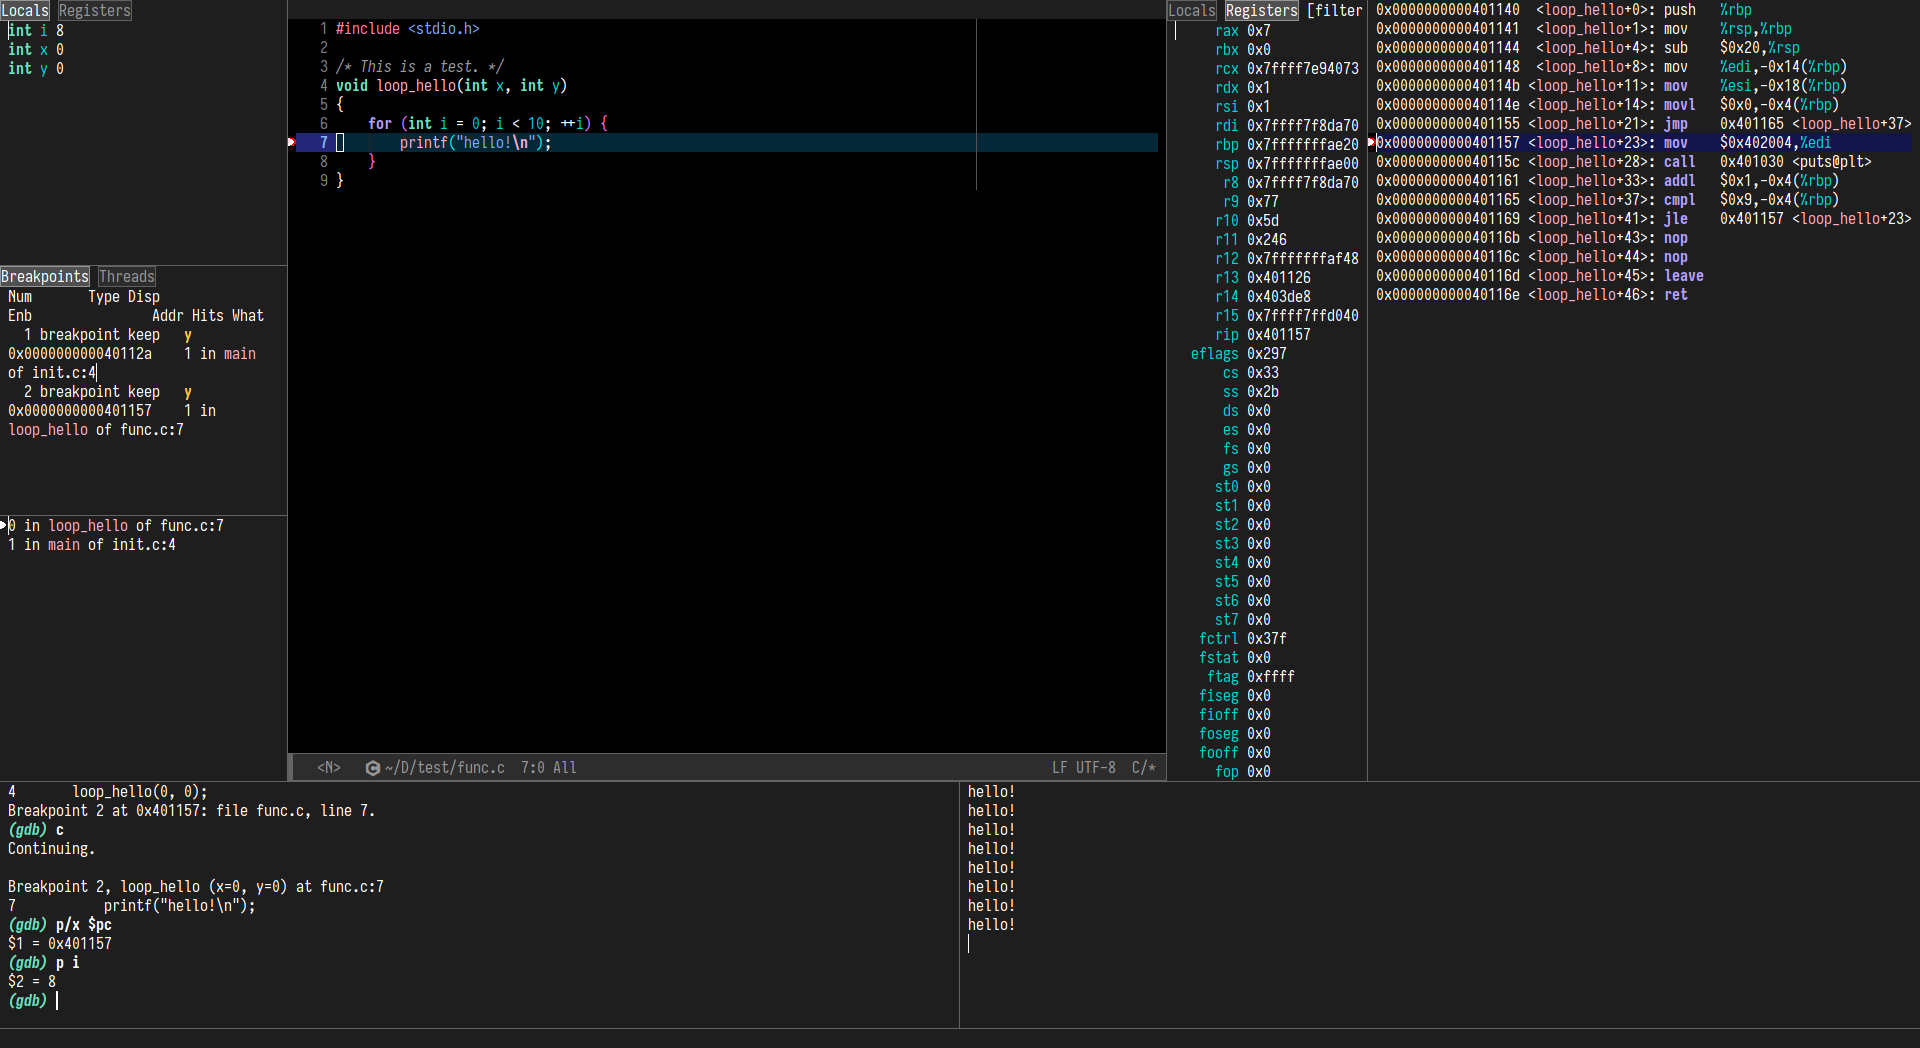 Locals Registers
int i 8
int x 0
int y 0
Breakpoints Threads
Num       Type Disp
Enb               Addr Hits What
  1 breakpoint keep   y
0x000000000040112a    1 in main
of init.c:4
  2 breakpoint keep   y
0x0000000000401157    1 in
loop_hello of func.c:7
0 in loop_hello of func.c:7
1 in main of init.c:4
1 #include <stdio.h>
2
3 /* This is a test. */
4 void loop_hello(int x, int y)
5 {
6     for (int i = 0; i < 10; ++i) {
7         printf("hello!\n");
8     }
9 }
<N>   C ~/D/test/func.c  7:0 All     LF UTF-8  C/*
Locals Registers [filter
rax 0x7
rbx 0x0
rcx 0x7ffff7e94073
rdx 0x1
rsi 0x1
rdi 0x7ffff7f8da70
rbp 0x7fffffffae20
rsp 0x7fffffffae00
r8 0x7ffff7f8da70
r9 0x77
r10 0x5d
r11 0x246
r12 0x7fffffffaf48
r13 0x401126
r14 0x403de8
r15 0x7ffff7ffd040
rip 0x401157
eflags 0x297
cs 0x33
ss 0x2b
ds 0x0
es 0x0
fs 0x0
gs 0x0
st0 0x0
st1 0x0
st2 0x0
st3 0x0
st4 0x0
st5 0x0
st6 0x0
st7 0x0
fctrl 0x37f
fstat 0x0
ftag 0xffff
fiseg 0x0
fioff 0x0
foseg 0x0
fooff 0x0
fop 0x0
0x0000000000401140  <loop_hello+0>: push   %rbp
0x0000000000401141  <loop_hello+1>: mov    %rsp,%rbp
0x0000000000401144  <loop_hello+4>: sub    $0x20,%rsp
0x0000000000401148  <loop_hello+8>: mov    %edi,-0x14(%rbp)
0x000000000040114b <loop_hello+11>: mov    %esi,-0x18(%rbp)
0x000000000040114e <loop_hello+14>: movl   $0x0,-0x4(%rbp)
0x0000000000401155 <loop_hello+21>: jmp    0x401165 <loop_hello+37>
0x0000000000401157 <loop_hello+23>: mov    $0x402004,%edi
0x000000000040115c <loop_hello+28>: call   0x401030 <puts@plt>
0x0000000000401161 <loop_hello+33>: addl   $0x1,-0x4(%rbp)
0x0000000000401165 <loop_hello+37>: cmpl   $0x9,-0x4(%rbp)
0x0000000000401169 <loop_hello+41>: jle    0x401157 <loop_hello+23>
0x000000000040116b <loop_hello+43>: nop
0x000000000040116c <loop_hello+44>: nop
0x000000000040116d <loop_hello+45>: leave
0x000000000040116e <loop_hello+46>: ret
4       loop_hello(0, 0);
Breakpoint 2 at 0x401157: file func.c, line 7.
(gdb) c
Continuing.
Breakpoint 2, loop_hello (x=0, y=0) at func.c:7
7           printf("hello!\n");
(gdb) p/x $pc
$1 = 0x401157
(gdb) p i
$2 = 8
(gdb)
hello!
hello!
hello!
hello!
hello!
hello!
hello!
hello!